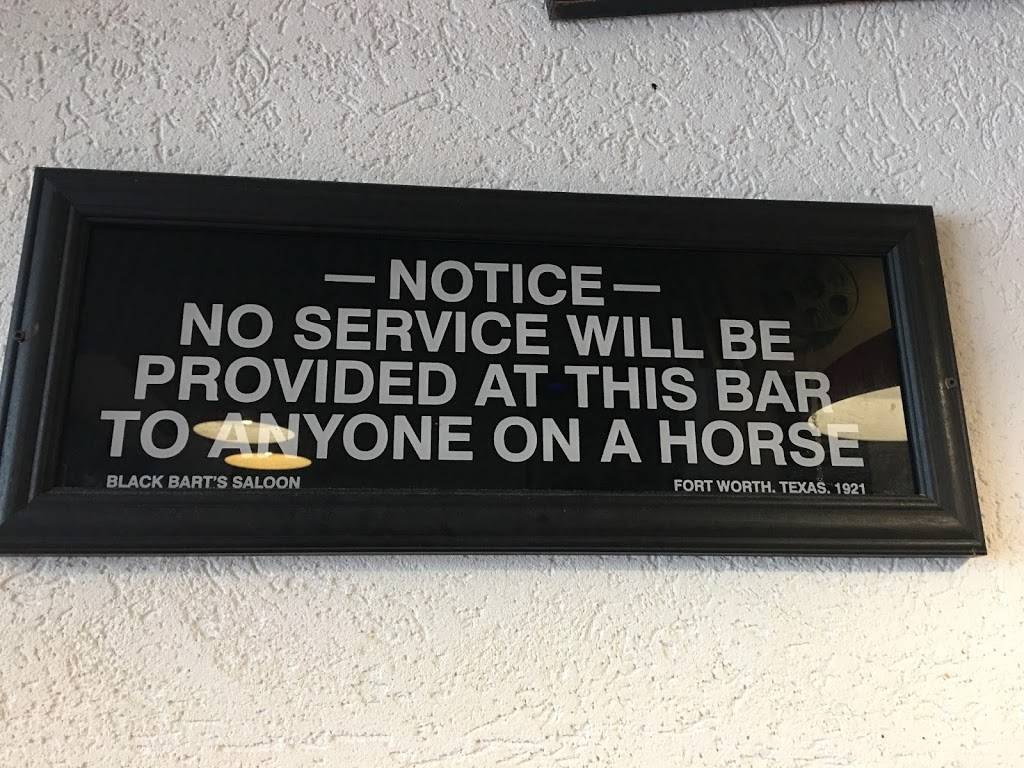 — NOTICE —
NO SERVICE WILL BE
PROVIDED AT THIS BAR
TO ANYONE ON A HORSE
BLACK BART'S SALOON FORT WORTH, TEXAS, 1921